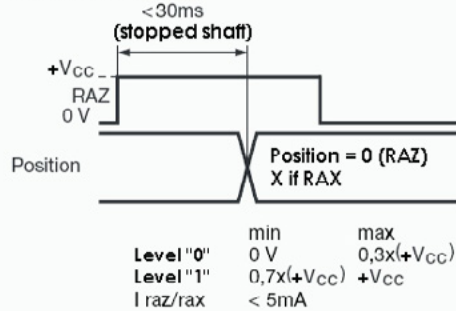 <30ms
(stopped shaft)
+Vcc
RAZ
0 V
Position
Position = 0 (RAZ)
X if RAX
min max
Level "0" 0 V 0,3x(+Vcc)
Level "1" 0,7x(+Vcc) +Vcc
I raz/rax < 5mA